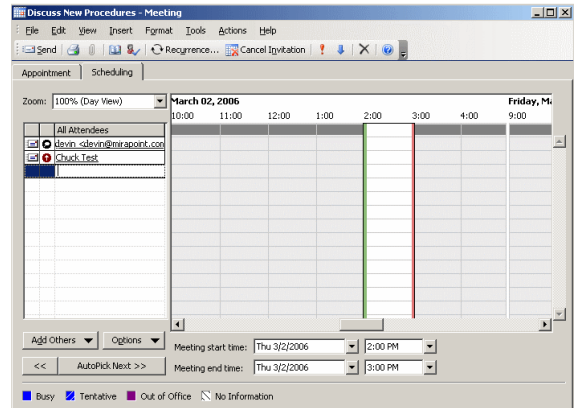 Discuss New Procedures - Meeting
File Edit View Insert Format Tools Actions Help
Send Recurrence... Cancel Invitation
Appointment Scheduling
Zoom: 100% (Day View) March 02, 2006 Friday, Ma
10:00 11:00 12:00 1:00 2:00 3:00 4:00 9:00
All Attendees
devin <devin@mirapoint.con
Chuck Test
Add Others Options
Meeting start time: Thu 3/2/2006 2:00 PM
<< AutoPick Next >>
Meeting end time: Thu 3/2/2006 3:00 PM
Busy Tentative Out of Office No Information